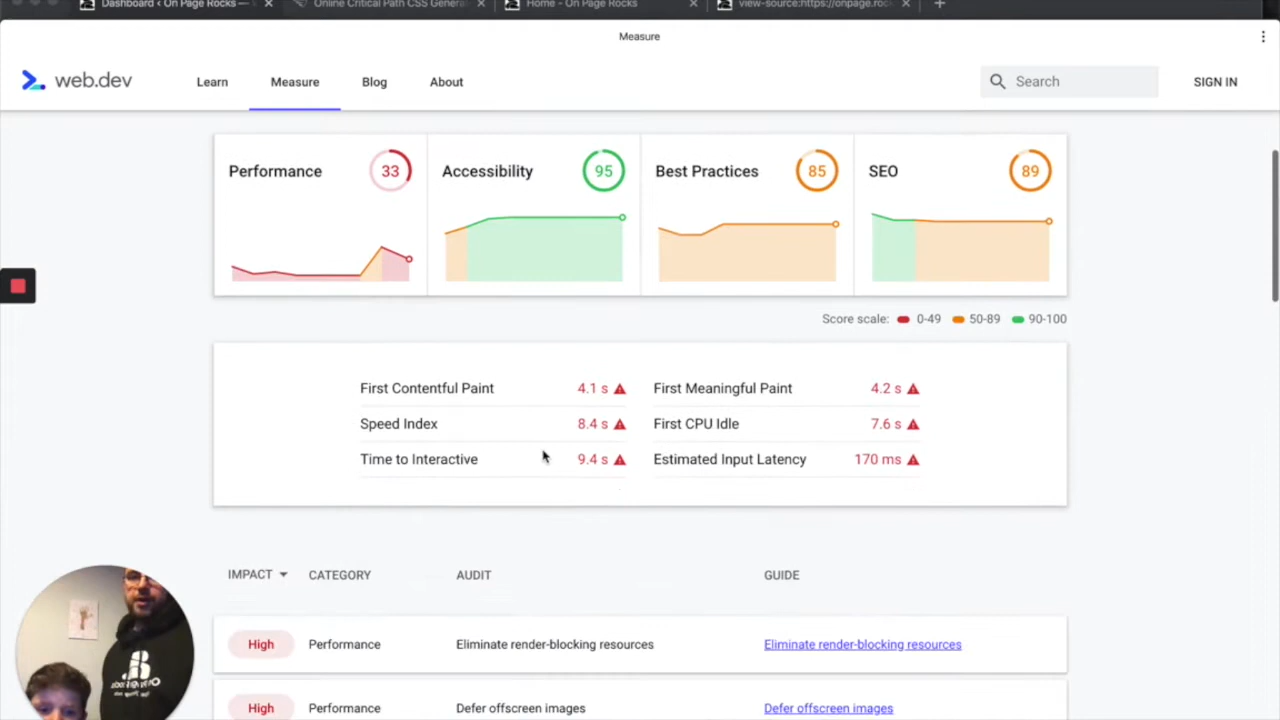 Dashboard ‹ On Page Rocks —
Online Critical Path CSS Genera
Home - On Page Rocks
view-source:https://onpage.roc
Measure
web.dev
Learn
Measure
Blog
About
Search
SIGN IN
Performance
33
Accessibility
95
Best Practices
85
SEO
89
Score scale: 0-49 50-89 90-100
First Contentful Paint 4.1 s
First Meaningful Paint 4.2 s
Speed Index 8.4 s
First CPU Idle 7.6 s
Time to Interactive 9.4 s
Estimated Input Latency 170 ms
IMPACT CATEGORY AUDIT GUIDE
High Performance Eliminate render-blocking resources Eliminate render-blocking resources
High Performance Defer offscreen images Defer offscreen images